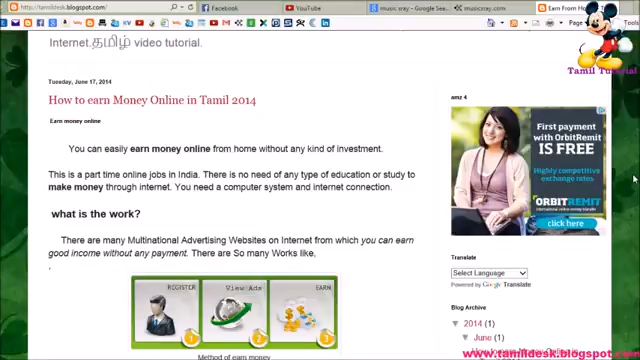 http://tamildesk.blogspot.com/
Facebook
YouTube
music xray - Google Sea...
musicxray.com
Earn From Ho
Internet.தமிழ் video tutorial.
Tamil Tutorial
Tuesday, June 17, 2014
How to earn Money Online in Tamil 2014
Earn money online
You can easily earn money online from home without any kind of investment.
This is a part time online jobs in India. There is no need of any type of education or study to
make money through internet. You need a computer system and internet connection.
what is the work?
There are many Multinational Advertising Websites on Internet from which you can earn
good income without any payment. There are So many Works like,
,
REGISTER
View Ads
EARN
1
2
3
Method of earn money
amz 4
First payment
with OrbitRemit
IS FREE
Highly competitive
exchange rates
ORBITREMIT
click here
Translate
Select Language
Powered by Google Translate
Blog Archive
▼ 2014 (1)
▼ June (1)
www.tamildesk.blogspot.com